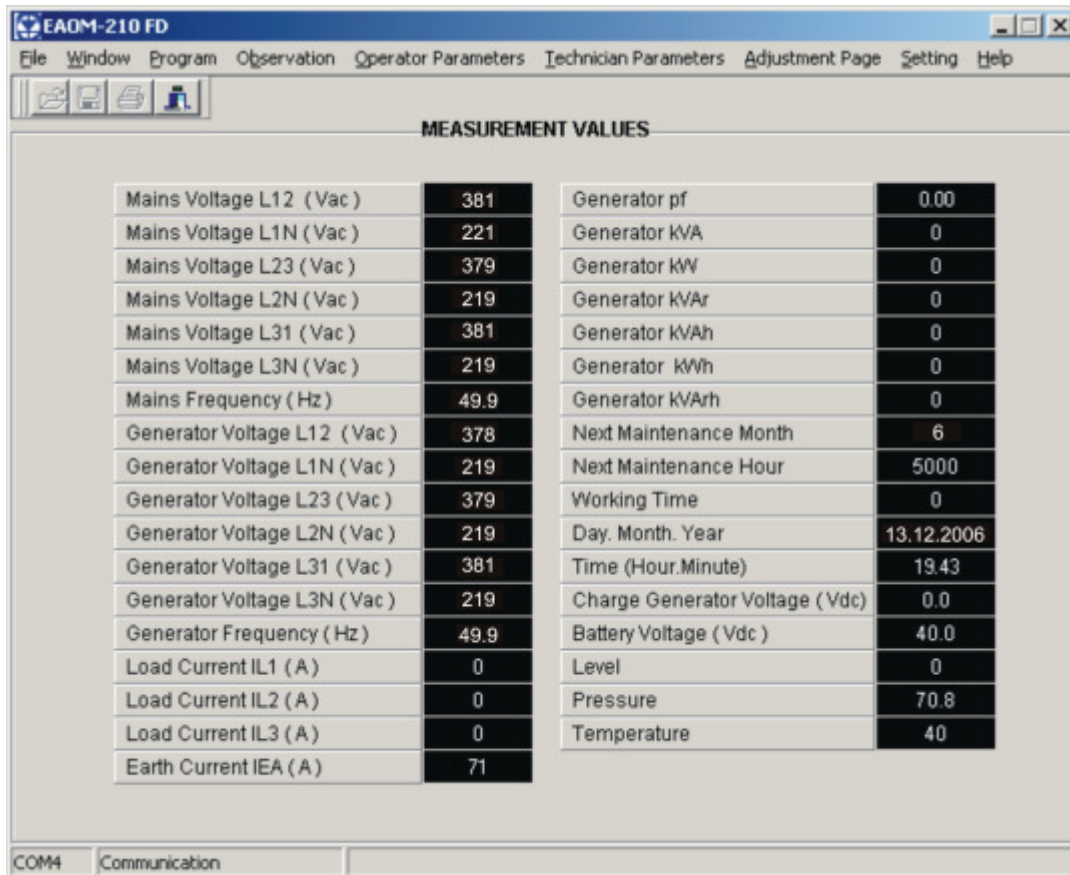 EAOM-210 FD
File Window Program Observation Operator Parameters Technician Parameters Adjustment Page Setting Help
MEASUREMENT VALUES
Mains Voltage L12 ( Vac ) 381
Mains Voltage L1N ( Vac ) 221
Mains Voltage L23 ( Vac ) 379
Mains Voltage L2N ( Vac ) 219
Mains Voltage L31 ( Vac ) 381
Mains Voltage L3N ( Vac ) 219
Mains Frequency ( Hz ) 49.9
Generator Voltage L12 ( Vac ) 378
Generator Voltage L1N ( Vac ) 219
Generator Voltage L23 ( Vac ) 379
Generator Voltage L2N ( Vac ) 219
Generator Voltage L31 ( Vac ) 381
Generator Voltage L3N ( Vac ) 219
Generator Frequency ( Hz ) 49.9
Load Current IL1 ( A ) 0
Load Current IL2 ( A ) 0
Load Current IL3 ( A ) 0
Earth Current IEA ( A ) 71
Generator pf 0.00
Generator kVA 0
Generator kW 0
Generator kVAr 0
Generator kVAh 0
Generator kWh 0
Generator kVArh 0
Next Maintenance Month 6
Next Maintenance Hour 5000
Working Time 0
Day. Month. Year 13.12.2006
Time (Hour.Minute) 19.43
Charge Generator Voltage ( Vdc) 0.0
Battery Voltage ( Vdc ) 40.0
Level 0
Pressure 70.8
Temperature 40
COM4 Communication